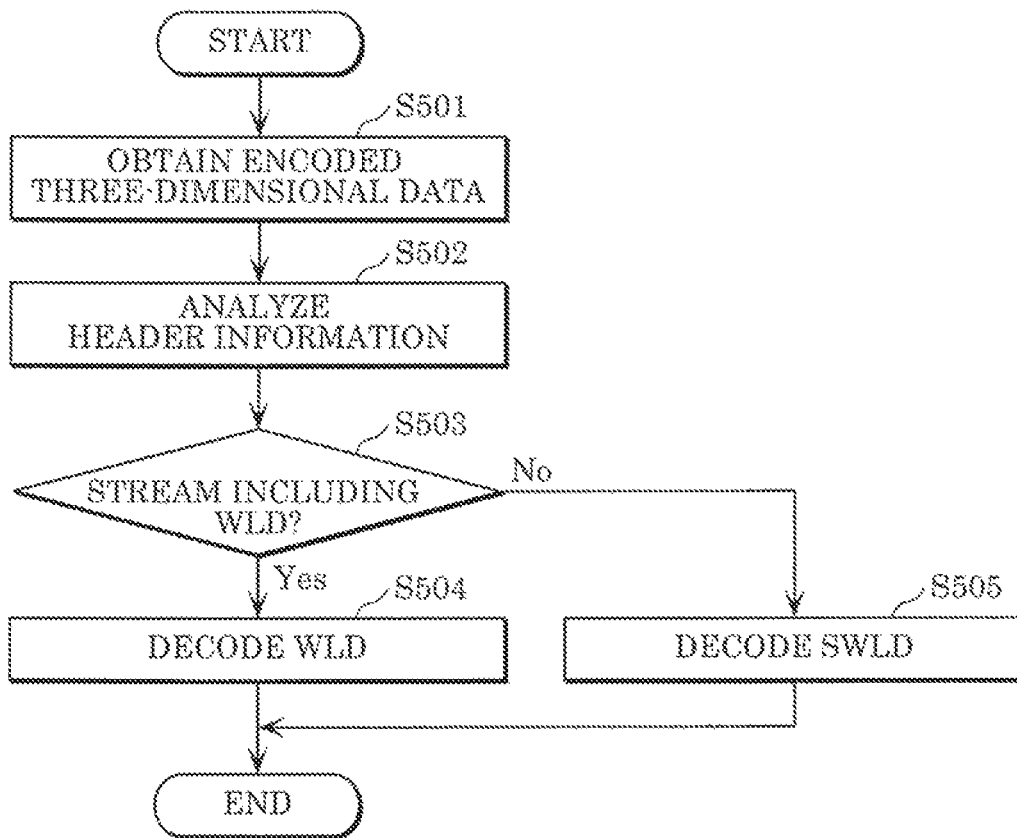 START
S501
OBTAIN ENCODED
THREE-DIMENSIONAL DATA
S502
ANALYZE
HEADER INFORMATION
S503
STREAM INCLUDING
WLD?
No
Yes
S504
DECODE WLD
S505
DECODE SWLD
END